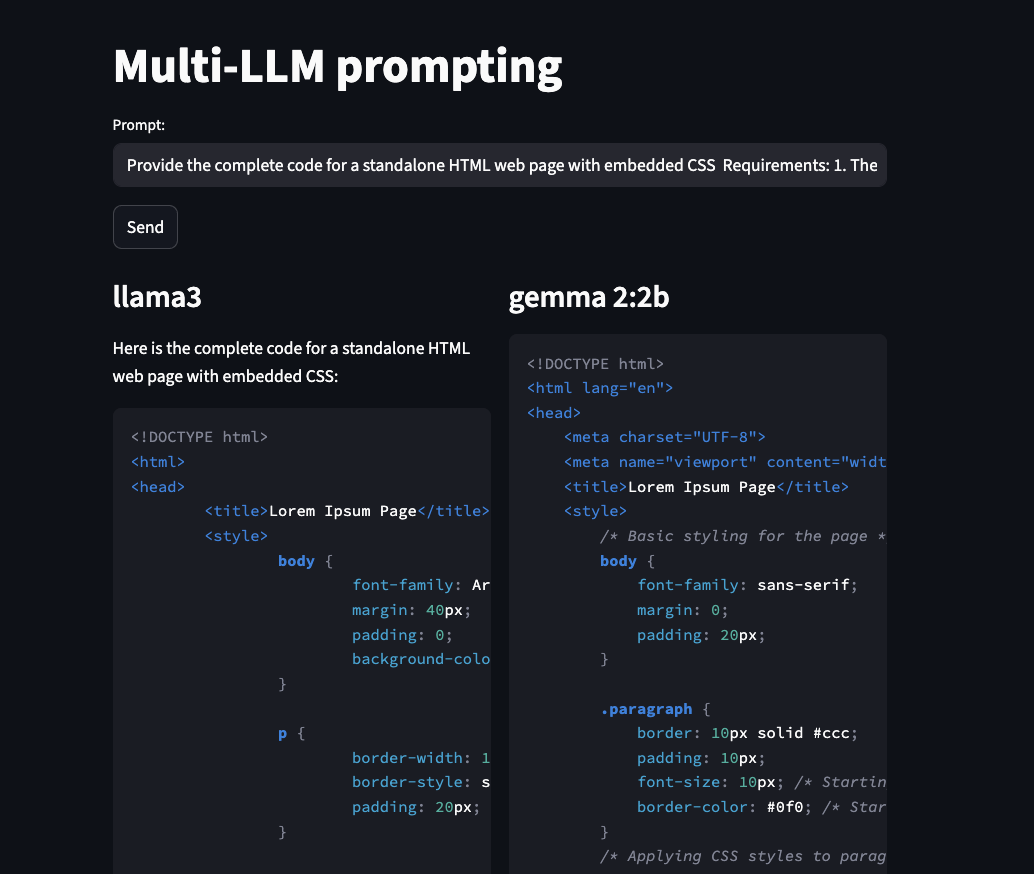 Multi-LLM prompting
Prompt:
Provide the complete code for a standalone HTML web page with embedded CSS  Requirements: 1. The
Send
llama3
Here is the complete code for a standalone HTML
web page with embedded CSS:
<!DOCTYPE html>
<html>
<head>
<title>Lorem Ipsum Page</title>
<style>
body {
font-family: Ar
margin: 40px;
padding: 0;
background-colo
}
p {
border-width: 1
border-style: s
padding: 20px;
}
gemma 2:2b
<!DOCTYPE html>
<html lang="en">
<head>
<meta charset="UTF-8">
<meta name="viewport" content="widt
<title>Lorem Ipsum Page</title>
<style>
/* Basic styling for the page *
body {
font-family: sans-serif;
margin: 0;
padding: 20px;
}
.paragraph {
border: 10px solid #ccc;
padding: 10px;
font-size: 10px; /* Startin
border-color: #0f0; /* Star
}
/* Applying CSS styles to parag